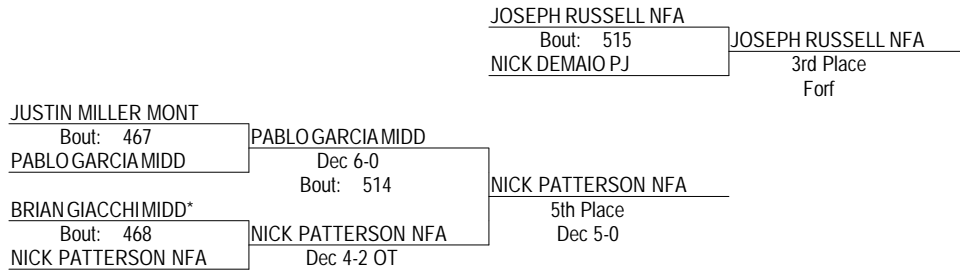 JOSEPH RUSSELL NFA
Bout: 515
JOSEPH RUSSELL NFA
NICK DEMAIO PJ
3rd Place
Forf
JUSTIN MILLER MONT
Bout: 467
PABLO GARCIA MIDD
PABLO GARCIA MIDD
Dec 6-0
Bout: 514
NICK PATTERSON NFA
BRIAN GIACCHI MIDD*
5th Place
Bout: 468
NICK PATTERSON NFA
Dec 5-0
NICK PATTERSON NFA
Dec 4-2 OT